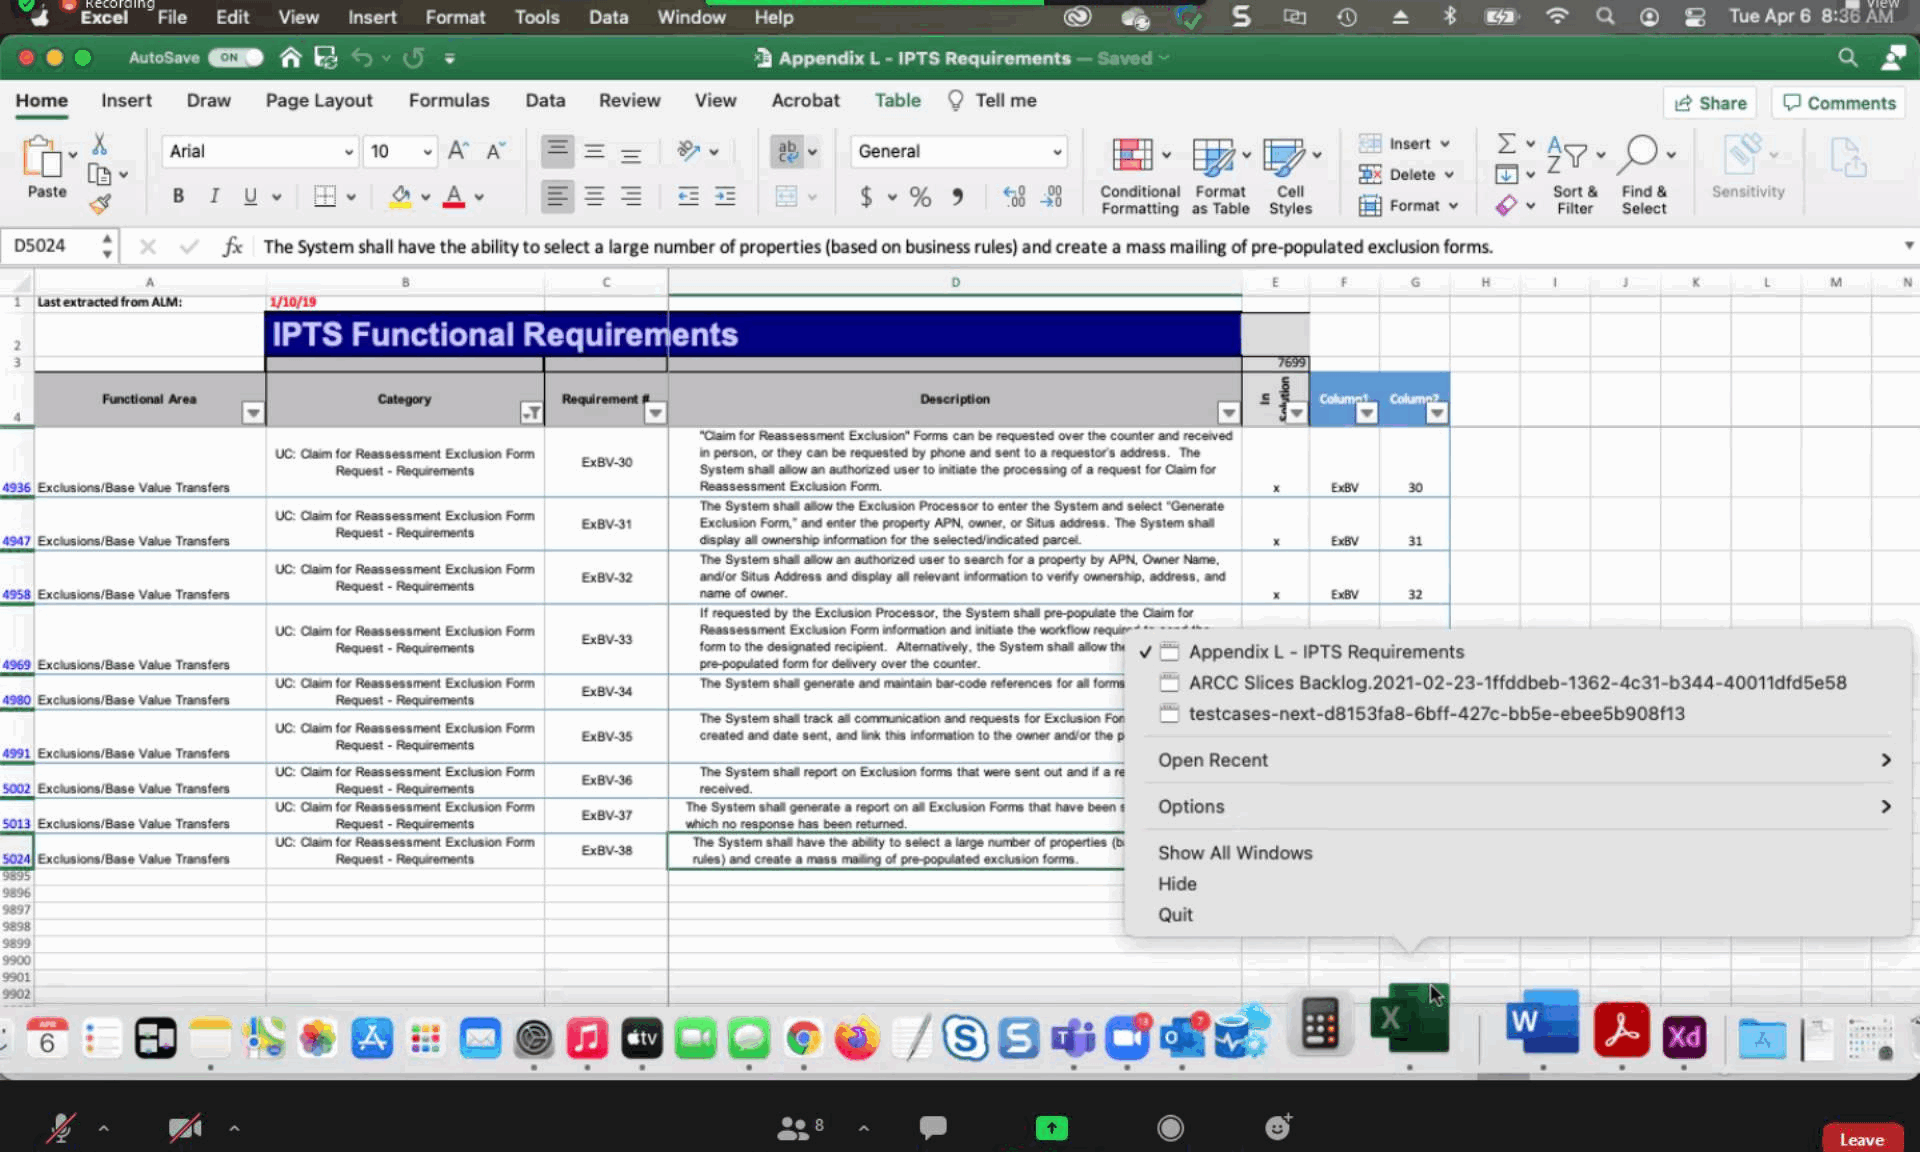 Recording
View
Excel File Edit View Insert Format Tools Data Window Help
Tue Apr 6 8:36 AM
AutoSave ON
Appendix L - IPTS Requirements — Saved
Home Insert Draw Page Layout Formulas Data Review View Acrobat Table Tell me
Share Comments
Paste
Arial 10
General
B I U
$ %
Conditional Formatting
Format as Table
Cell Styles
Insert
Delete
Format
Sort & Filter
Find & Select
Sensitivity
D5024 fx The System shall have the ability to select a large number of properties (based on business rules) and create a mass mailing of pre-populated exclusion forms.
A B C D E F G H I J K L M N
1 Last extracted from ALM: 1/10/19
2 IPTS Functional Requirements
3 7699
4 Functional Area Category Requirement # Description In Solution Column1 Column2
4936 Exclusions/Base Value Transfers
UC: Claim for Reassessment Exclusion Form
Request - Requirements
ExBV-30
"Claim for Reassessment Exclusion" Forms can be requested over the counter and received
in person, or they can be requested by phone and sent to a requestor's address. The
System shall allow an authorized user to initiate the processing of a request for Claim for
Reassessment Exclusion Form.
x ExBV 30
4947 Exclusions/Base Value Transfers
UC: Claim for Reassessment Exclusion Form
Request - Requirements
ExBV-31
The System shall allow the Exclusion Processor to enter the System and select "Generate
Exclusion Form," and enter the property APN, owner, or Situs address. The System shall
display all ownership information for the selected/indicated parcel.
x ExBV 31
4958 Exclusions/Base Value Transfers
UC: Claim for Reassessment Exclusion Form
Request - Requirements
ExBV-32
The System shall allow an authorized user to search for a property by APN, Owner Name,
and/or Situs Address and display all relevant information to verify ownership, address, and
name of owner.
x ExBV 32
4969 Exclusions/Base Value Transfers
UC: Claim for Reassessment Exclusion Form
Request - Requirements
ExBV-33
If requested by the Exclusion Processor, the System shall pre-populate the Claim for
Reassessment Exclusion Form information and initiate the workflow required to send the
form to the designated recipient. Alternatively, the System shall allow the
pre-populated form for delivery over the counter.
4980 Exclusions/Base Value Transfers
UC: Claim for Reassessment Exclusion Form
Request - Requirements
ExBV-34
The System shall generate and maintain bar-code references for all forms
4991 Exclusions/Base Value Transfers
UC: Claim for Reassessment Exclusion Form
Request - Requirements
ExBV-35
The System shall track all communication and requests for Exclusion For
created and date sent, and link this information to the owner and/or the p
5002 Exclusions/Base Value Transfers
UC: Claim for Reassessment Exclusion Form
Request - Requirements
ExBV-36
The System shall report on Exclusion forms that were sent out and if a re
received.
5013 Exclusions/Base Value Transfers
UC: Claim for Reassessment Exclusion Form
Request - Requirements
ExBV-37
The System shall generate a report on all Exclusion Forms that have been s
which no response has been returned.
5024 Exclusions/Base Value Transfers
UC: Claim for Reassessment Exclusion Form
Request - Requirements
ExBV-38
The System shall have the ability to select a large number of properties (b
rules) and create a mass mailing of pre-populated exclusion forms.
9895
9896
9897
9898
9899
9900
9901
9902
Appendix L - IPTS Requirements
ARCC Slices Backlog.2021-02-23-1ffddbeb-1362-4c31-b344-40011dfd5e58
testcases-next-d8153fa8-6bff-427c-bb5e-ebee5b908f13
Open Recent
Options
Show All Windows
Hide
Quit
APR
6
tv
S
S
T
13
7
X
W
Xd
8
Leave